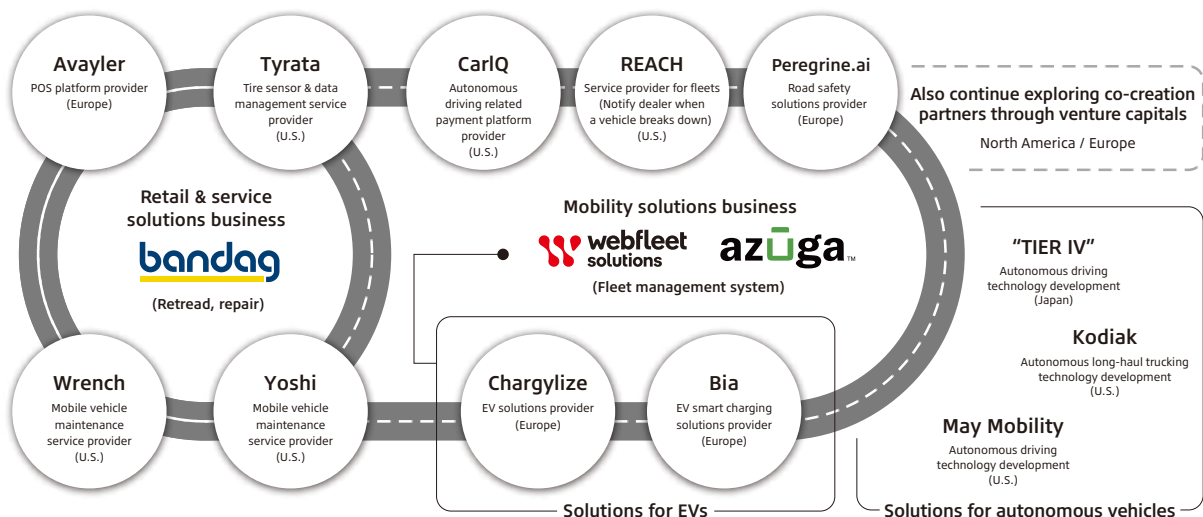 Avayler
POS platform provider
(Europe)
Tyrata
Tire sensor & data
management service
provider
(U.S.)
CarlQ
Autonomous
driving related
payment platform
provider
(U.S.)
REACH
Service provider for fleets
(Notify dealer when
a vehicle breaks down)
(U.S.)
Peregrine.ai
Road safety
solutions provider
(Europe)
Also continue exploring co-creation
partners through venture capitals
North America / Europe
Retail & service
solutions business
bandag
(Retread, repair)
Mobility solutions business
webfleet
solutions
azūga™
(Fleet management system)
“TIER IV”
Autonomous driving
technology development
(Japan)
Kodiak
Autonomous long-haul trucking
technology development
(U.S.)
May Mobility
Autonomous driving
technology development
(U.S.)
Wrench
Mobile vehicle
maintenance
service provider
(U.S.)
Yoshi
Mobile vehicle
maintenance
service provider
(U.S.)
Chargylize
EV solutions provider
(Europe)
Bia
EV smart charging
solutions provider
(Europe)
Solutions for EVs
Solutions for autonomous vehicles